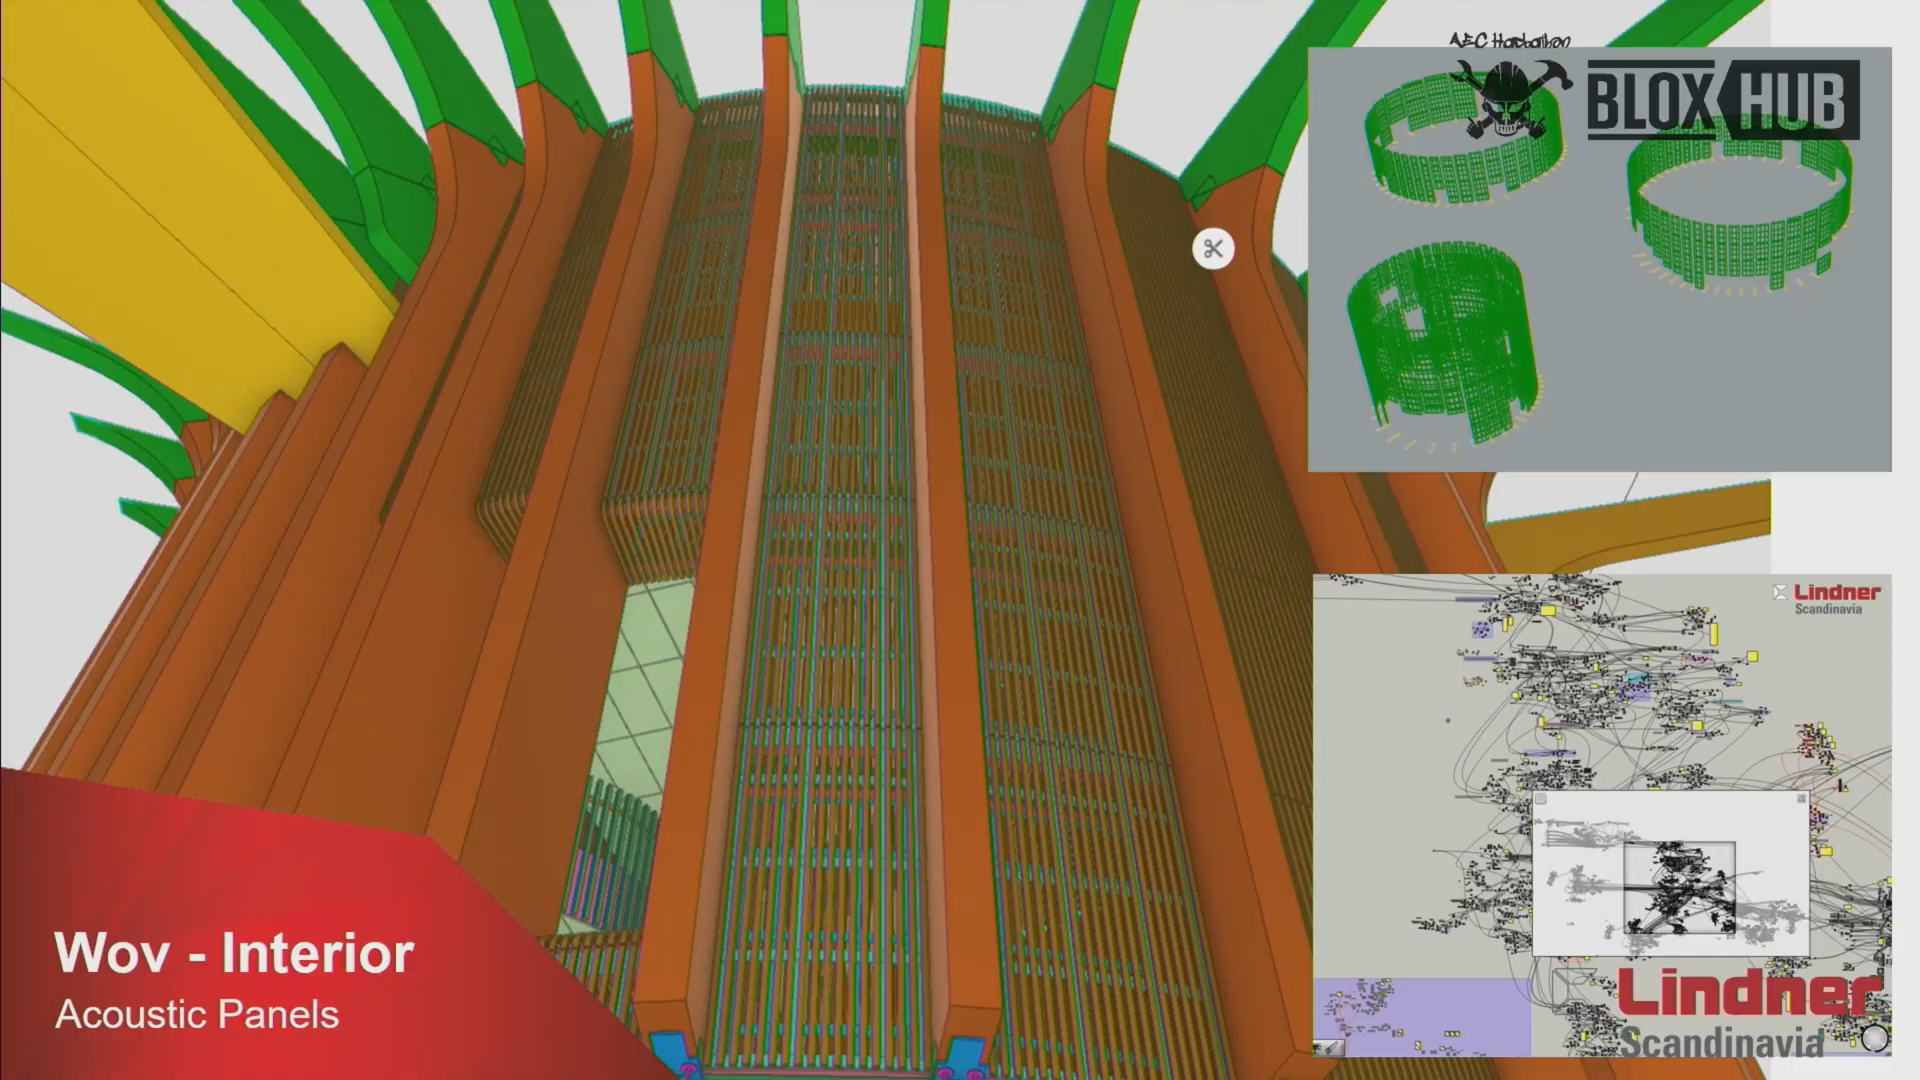 AEC Hackathon
BLOX HUB
Lindner
Scandinavia
Wov - Interior
Acoustic Panels
Lindner
Scandinavia